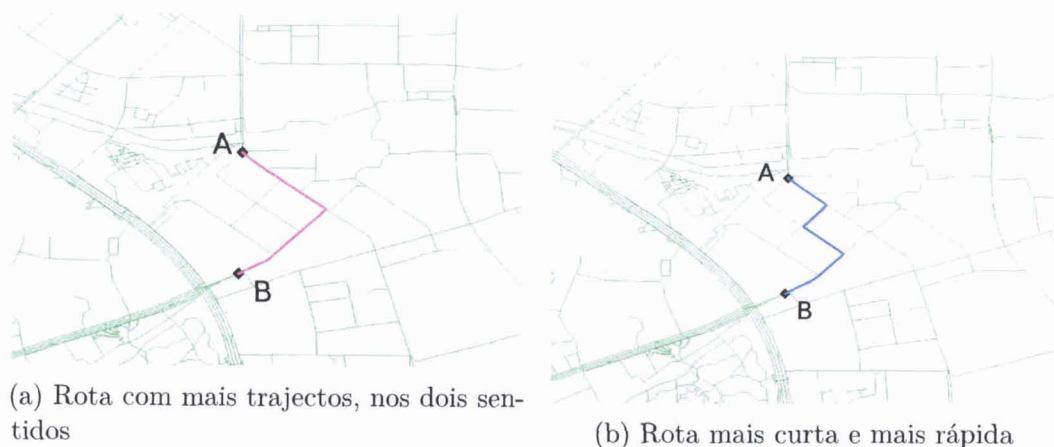 A
B
A
B
(a) Rota com mais trajectos, nos dois sen-
tidos
(b) Rota mais curta e mais rápida